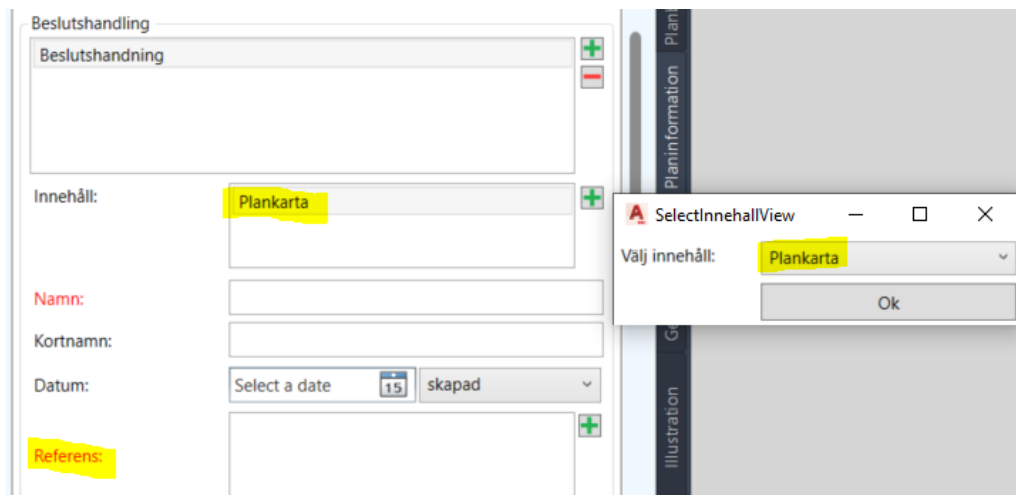 Beslutshandling
Beslutshandning
Innehåll:
Plankarta
Namn:
Kortnamn:
Datum:
Select a date
15
skapad
Referens:
Plan
Planinformation
Ge
Illustration
SelectInnehallView
Välj innehåll:
Plankarta
Ok